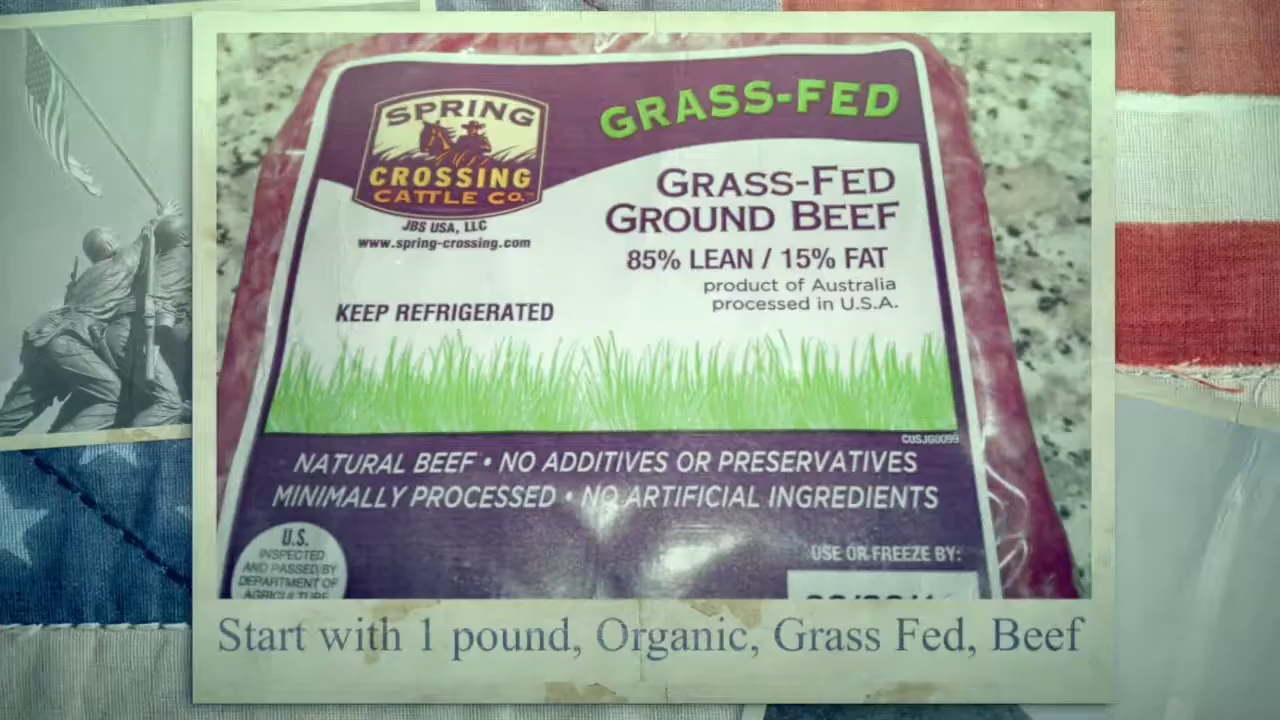 SPRING
CROSSING
CATTLE CO.™
JBS USA, LLC
www.spring-crossing.com
GRASS-FED
GRASS-FED
GROUND BEEF
85% LEAN / 15% FAT
product of Australia
processed in U.S.A.
KEEP REFRIGERATED
CUSJG0099
NATURAL BEEF • NO ADDITIVES OR PRESERVATIVES
MINIMALLY PROCESSED • NO ARTIFICIAL INGREDIENTS
U.S.
INSPECTED
AND PASSED BY
DEPARTMENT OF
AGRICULTURE
USE OR FREEZE BY:
Start with 1 pound, Organic, Grass Fed, Beef